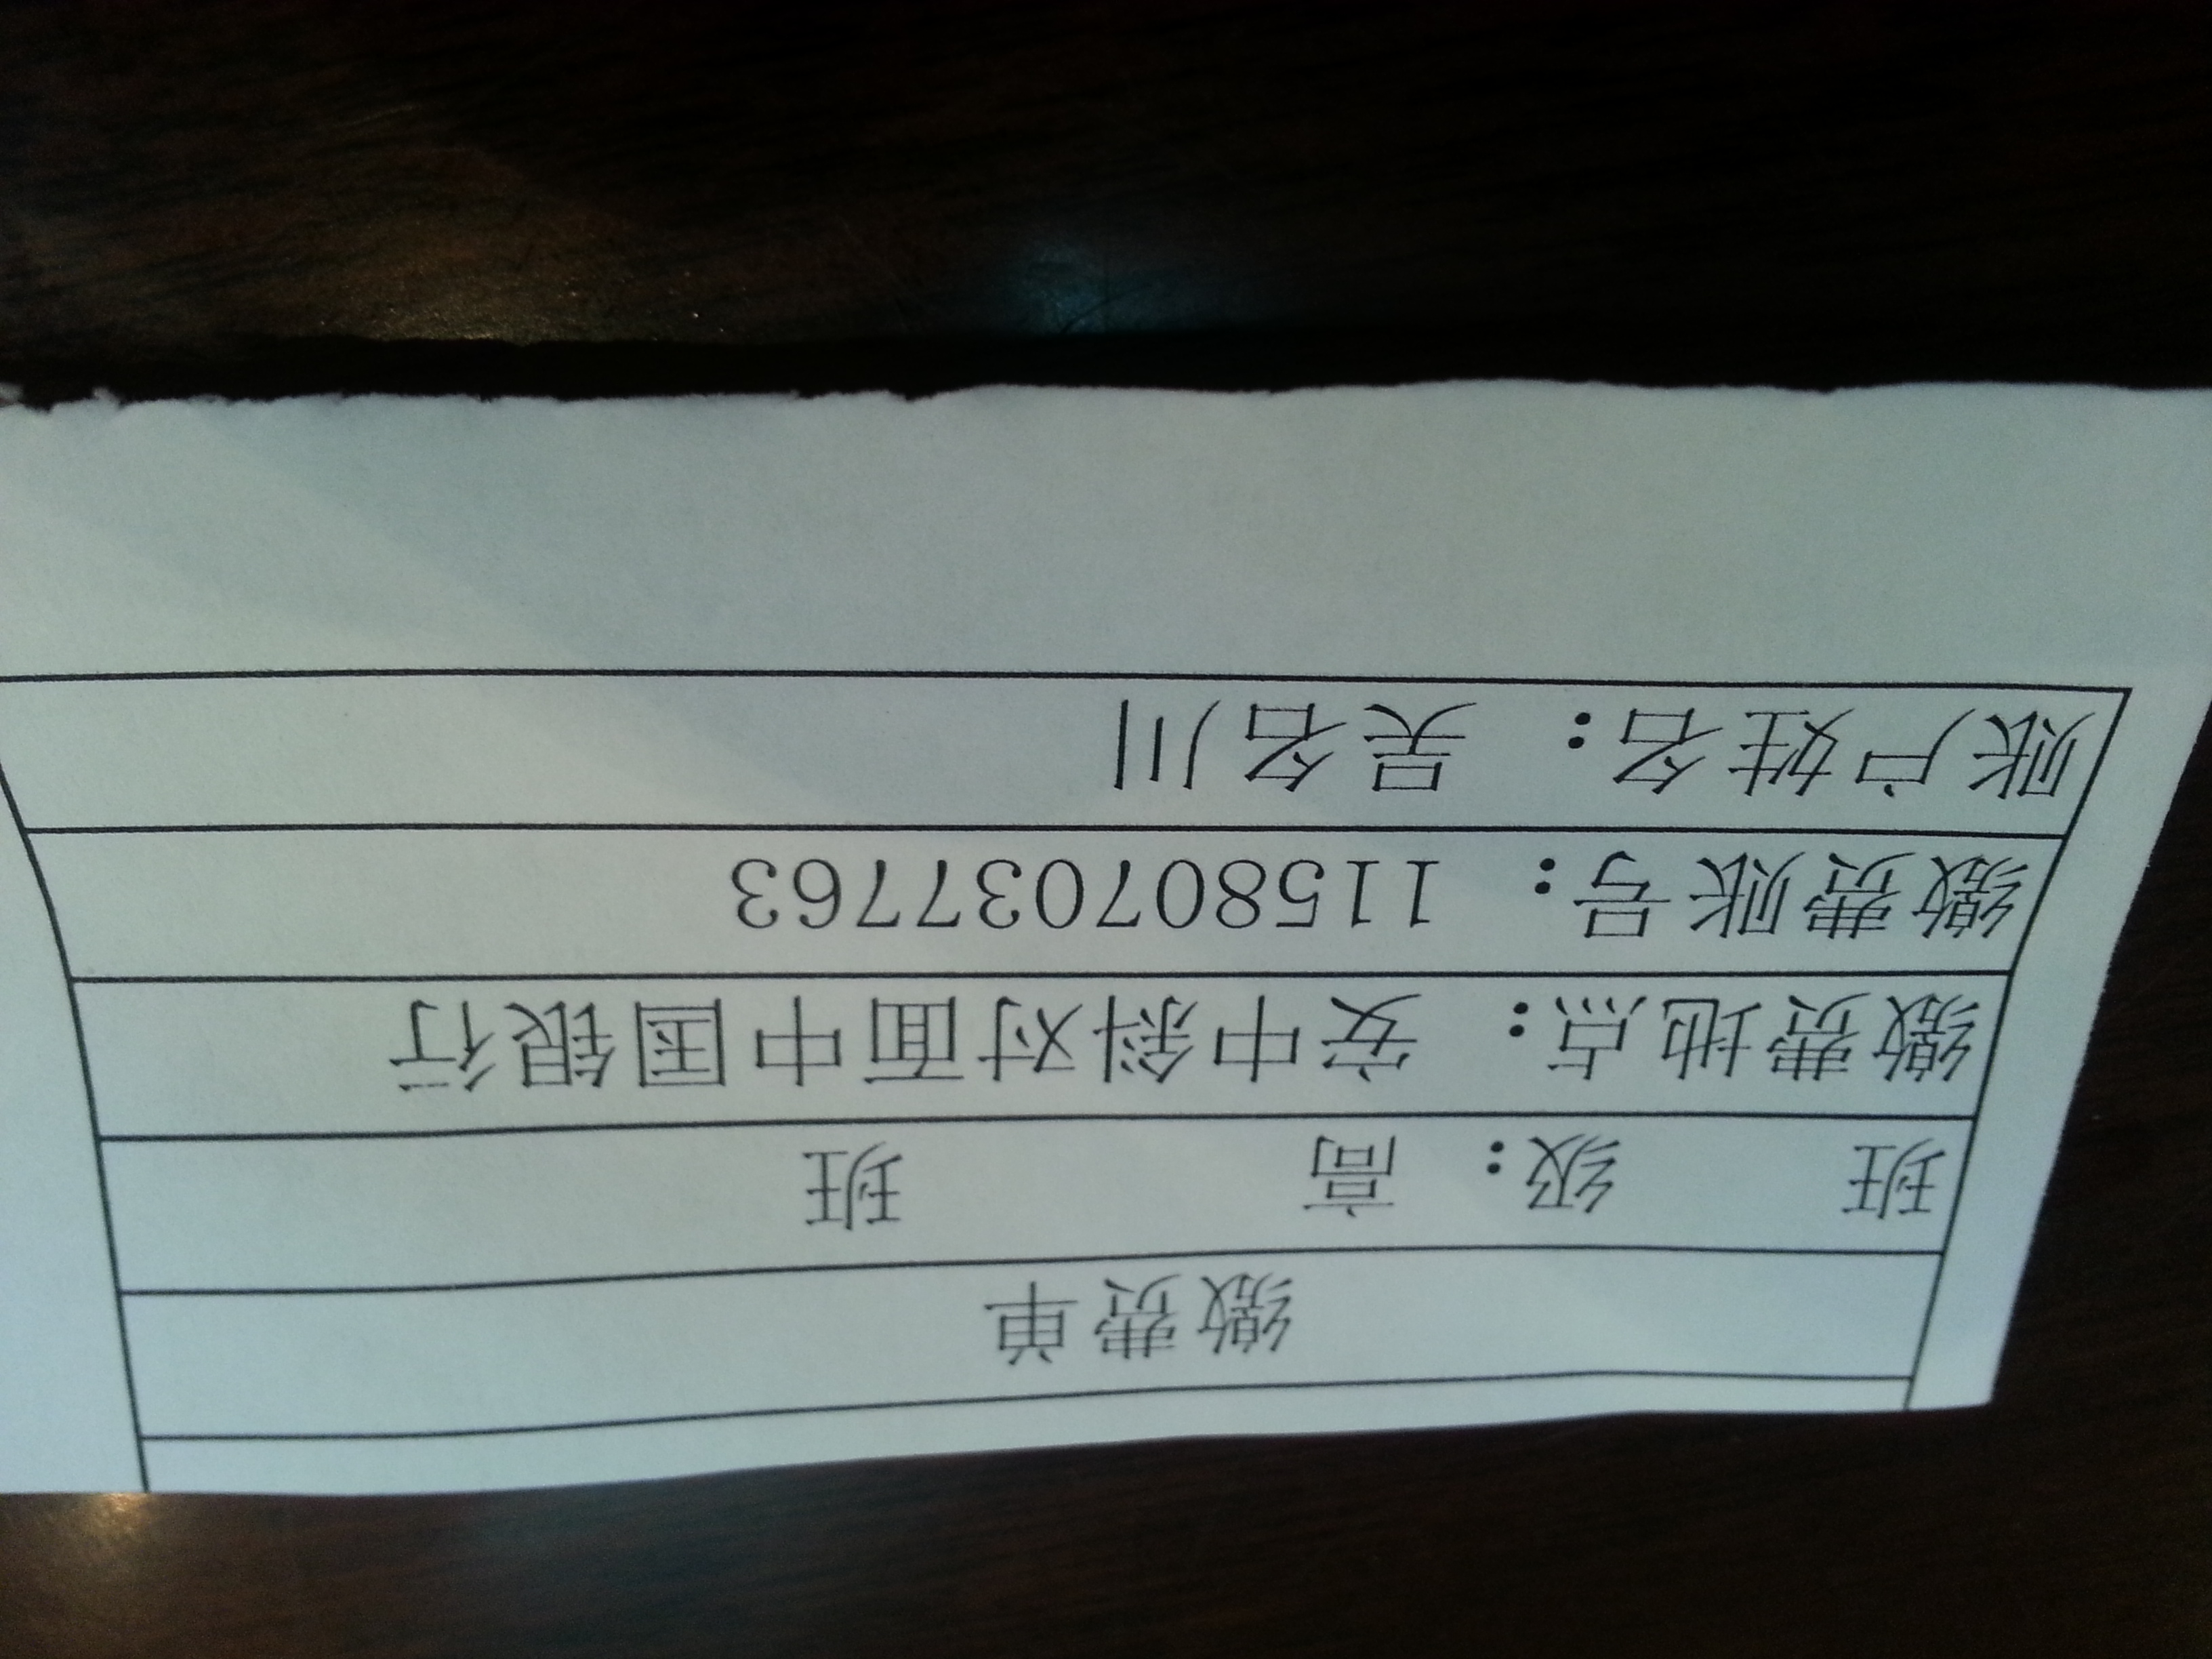 缴费单
班 级：高 班
缴费地点：安中斜对面中国银行
缴费账号：115807037763
账户姓名：吴名川